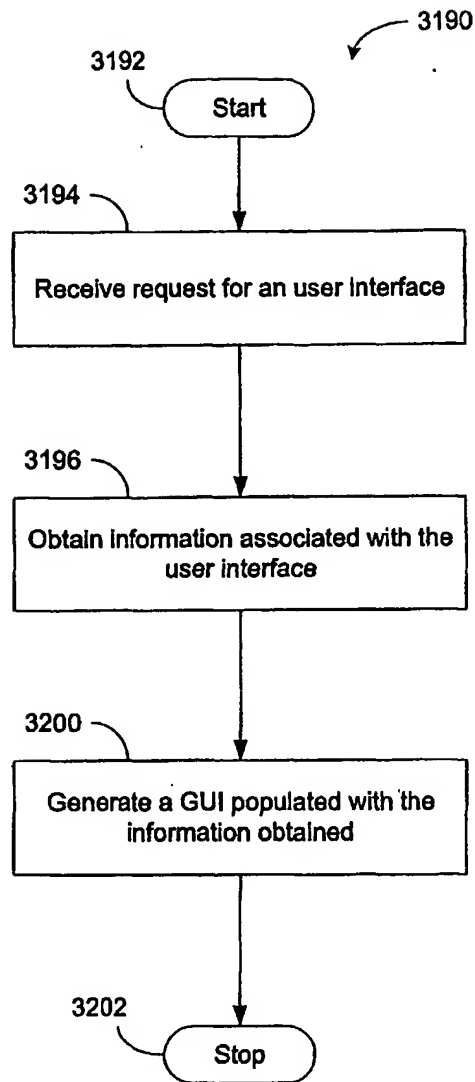 3190
3192
Start
3194
Receive request for an user interface
3196
Obtain information associated with the
user interface
3200
Generate a GUI populated with the
information obtained
3202
Stop